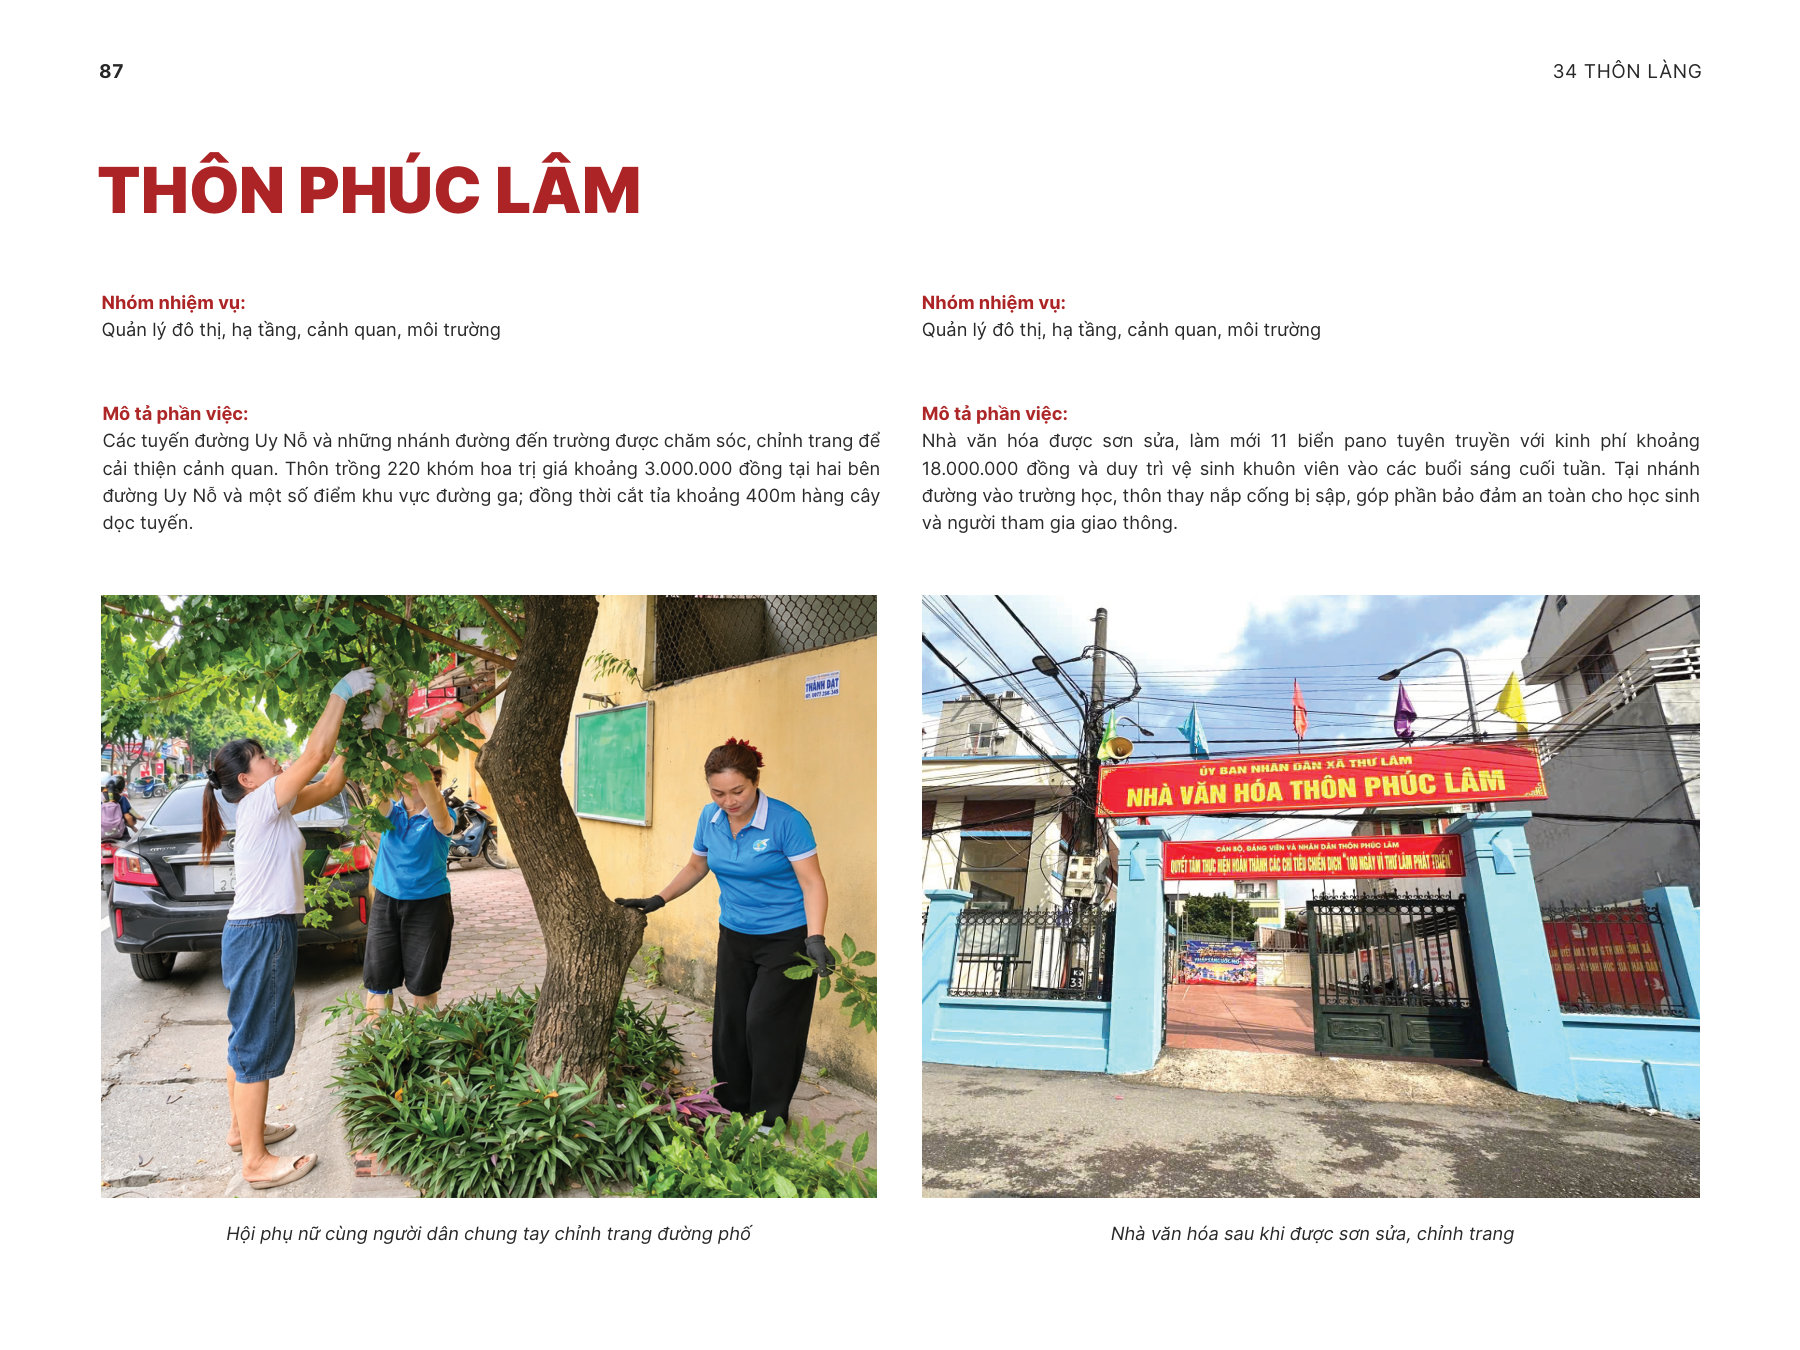 87
34 THÔN LÀNG
THÔN PHÚC LÂM
Nhóm nhiệm vụ:
Quản lý đô thị, hạ tầng, cảnh quan, môi trường
Mô tả phần việc:
Các tuyến đường Uy Nỗ và những nhánh đường đến trường được chăm sóc, chỉnh trang để
cải thiện cảnh quan. Thôn trồng 220 khóm hoa trị giá khoảng 3.000.000 đồng tại hai bên
đường Uy Nỗ và một số điểm khu vực đường ga; đồng thời cắt tỉa khoảng 400m hàng cây
dọc tuyến.
Nhóm nhiệm vụ:
Quản lý đô thị, hạ tầng, cảnh quan, môi trường
Mô tả phần việc:
Nhà văn hóa được sơn sửa, làm mới 11 biển pano tuyên truyền với kinh phí khoảng
18.000.000 đồng và duy trì vệ sinh khuôn viên vào các buổi sáng cuối tuần. Tại nhánh
đường vào trường học, thôn thay nắp cống bị sập, góp phần bảo đảm an toàn cho học sinh
và người tham gia giao thông.
THÀNH ĐẠT
Hội phụ nữ cùng người dân chung tay chỉnh trang đường phố
ỦY BAN NHÂN DÂN XÃ THƯ LÂM
NHÀ VĂN HÓA THÔN PHÚC LÂM
CÁN BỘ, ĐẢNG VIÊN VÀ NHÂN DÂN THÔN PHÚC LÂM
QUYẾT TÂM THỰC HIỆN HOÀN THÀNH CÁC CHỈ TIÊU CHIẾN DỊCH "100 NGÀY VÌ THƯ LÂM PHÁT TRIỂN"
Nhà văn hóa sau khi được sơn sửa, chỉnh trang